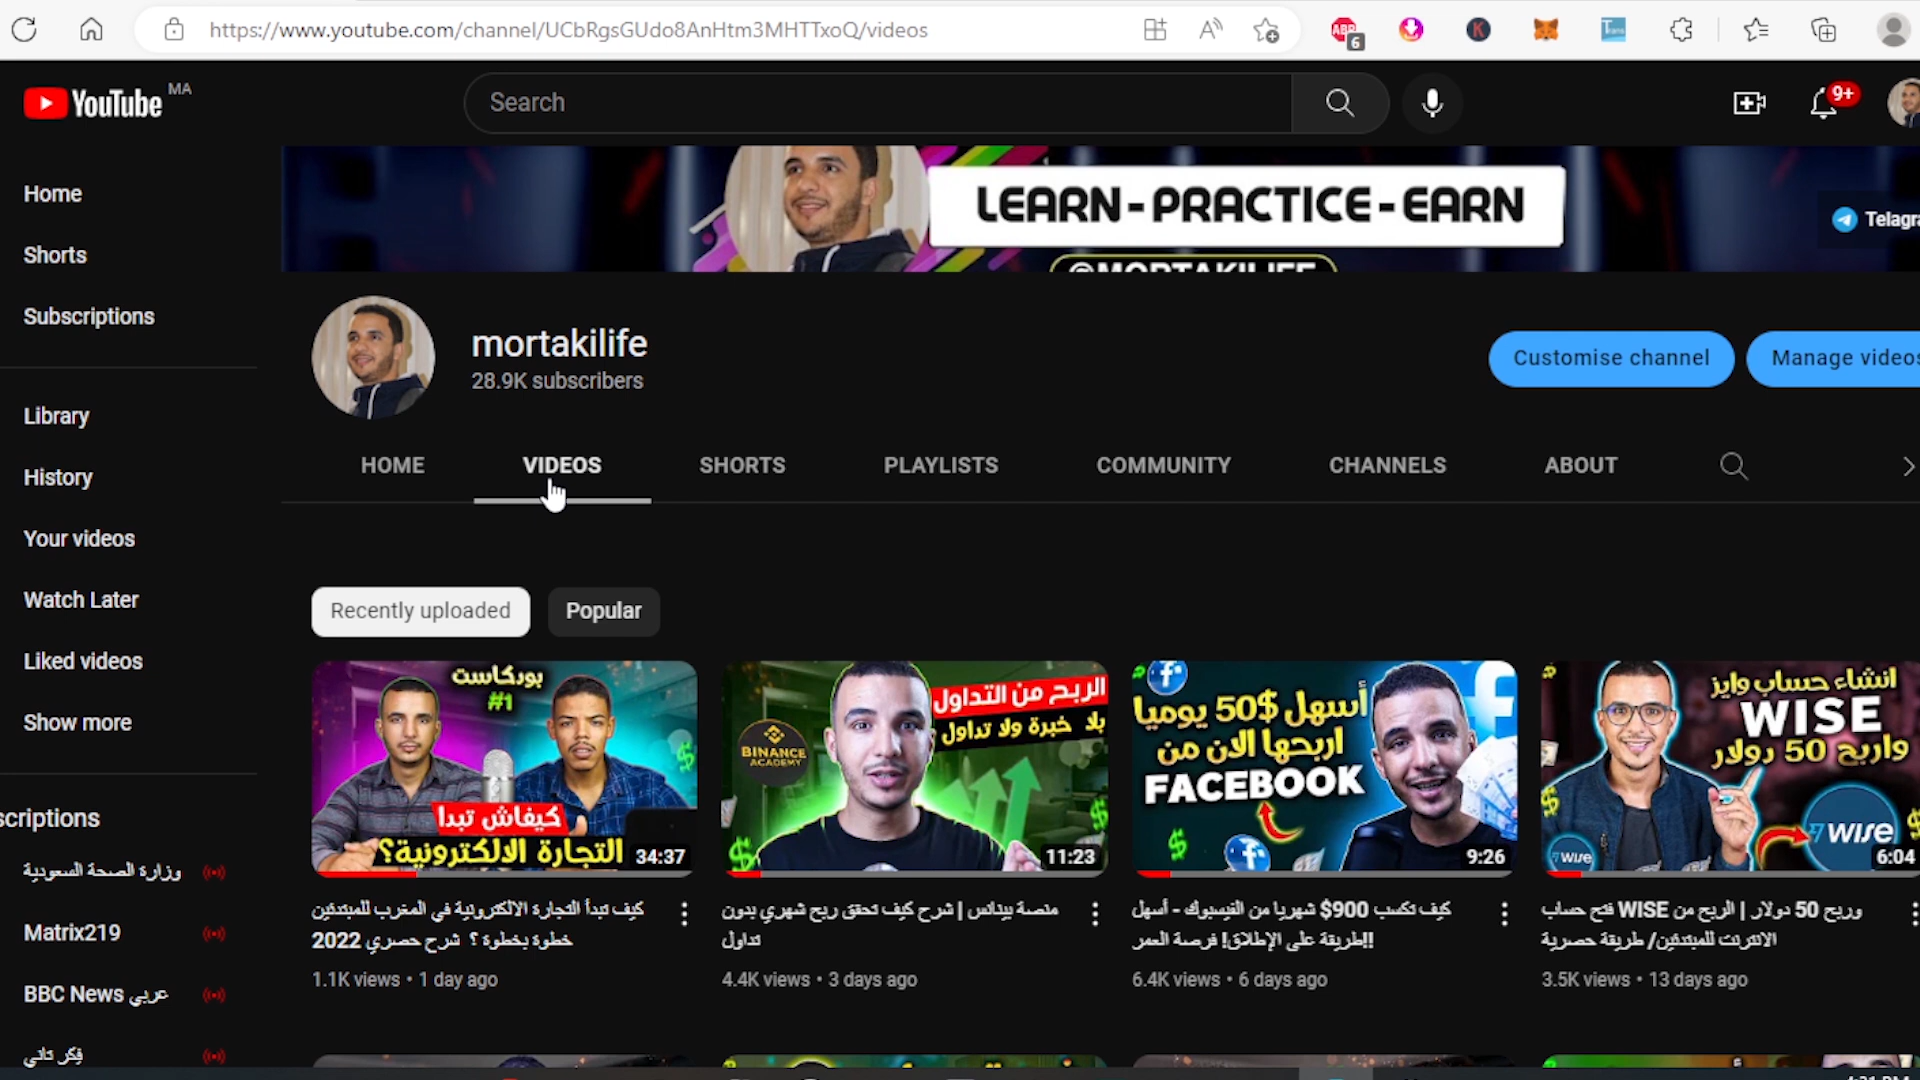 https://www.youtube.com/channel/UCbRgsGUdo8AnHtm3MHTTxoQ/videos
6
YouTube MA
Search
9+
Home
Shorts
Subscriptions
Library
History
Your videos
Watch Later
Liked videos
Show more
scriptions
وزارة الصحة السعودية
Matrix219
BBC News عربي
فكر تاني
LEARN - PRACTICE - EARN
@MORTAKILIFE
Telagra
mortakilife
28.9K subscribers
Customise channel
Manage videos
HOME VIDEOS SHORTS PLAYLISTS COMMUNITY CHANNELS ABOUT
Recently uploaded
Popular
بودكاست
#1
كيفاش تبدا
التجارة الالكترونية؟
34:37
كيف تبدأ التجارة الالكترونية في المغرب للمبتدئين
خطوة بخطوة ؟ شرح حصري 2022
1.1K views • 1 day ago
الربح من التداول
بلا خبرة ولا تداول
BINANCE
ACADEMY
11:23
منصة بينانس | شرح كيف تحقق ربح شهري بدون
تداول
4.4K views • 3 days ago
أسهل 50$ يوميا
اربحها الان من
FACEBOOK
9:26
كيف تكسب 900$ شهريا من الفيسبوك - أسهل
طريقة على الإطلاق! فرصة العمر!!
6.4K views • 6 days ago
انشاء حساب وايز
WISE
واربح 50 دولار
WISE
WISE
6:04
وربح 50 دولار | الربح من WISE فتح حساب
الانترنت للمبتدئين/ طريقة حصرية
3.5K views • 13 days ago